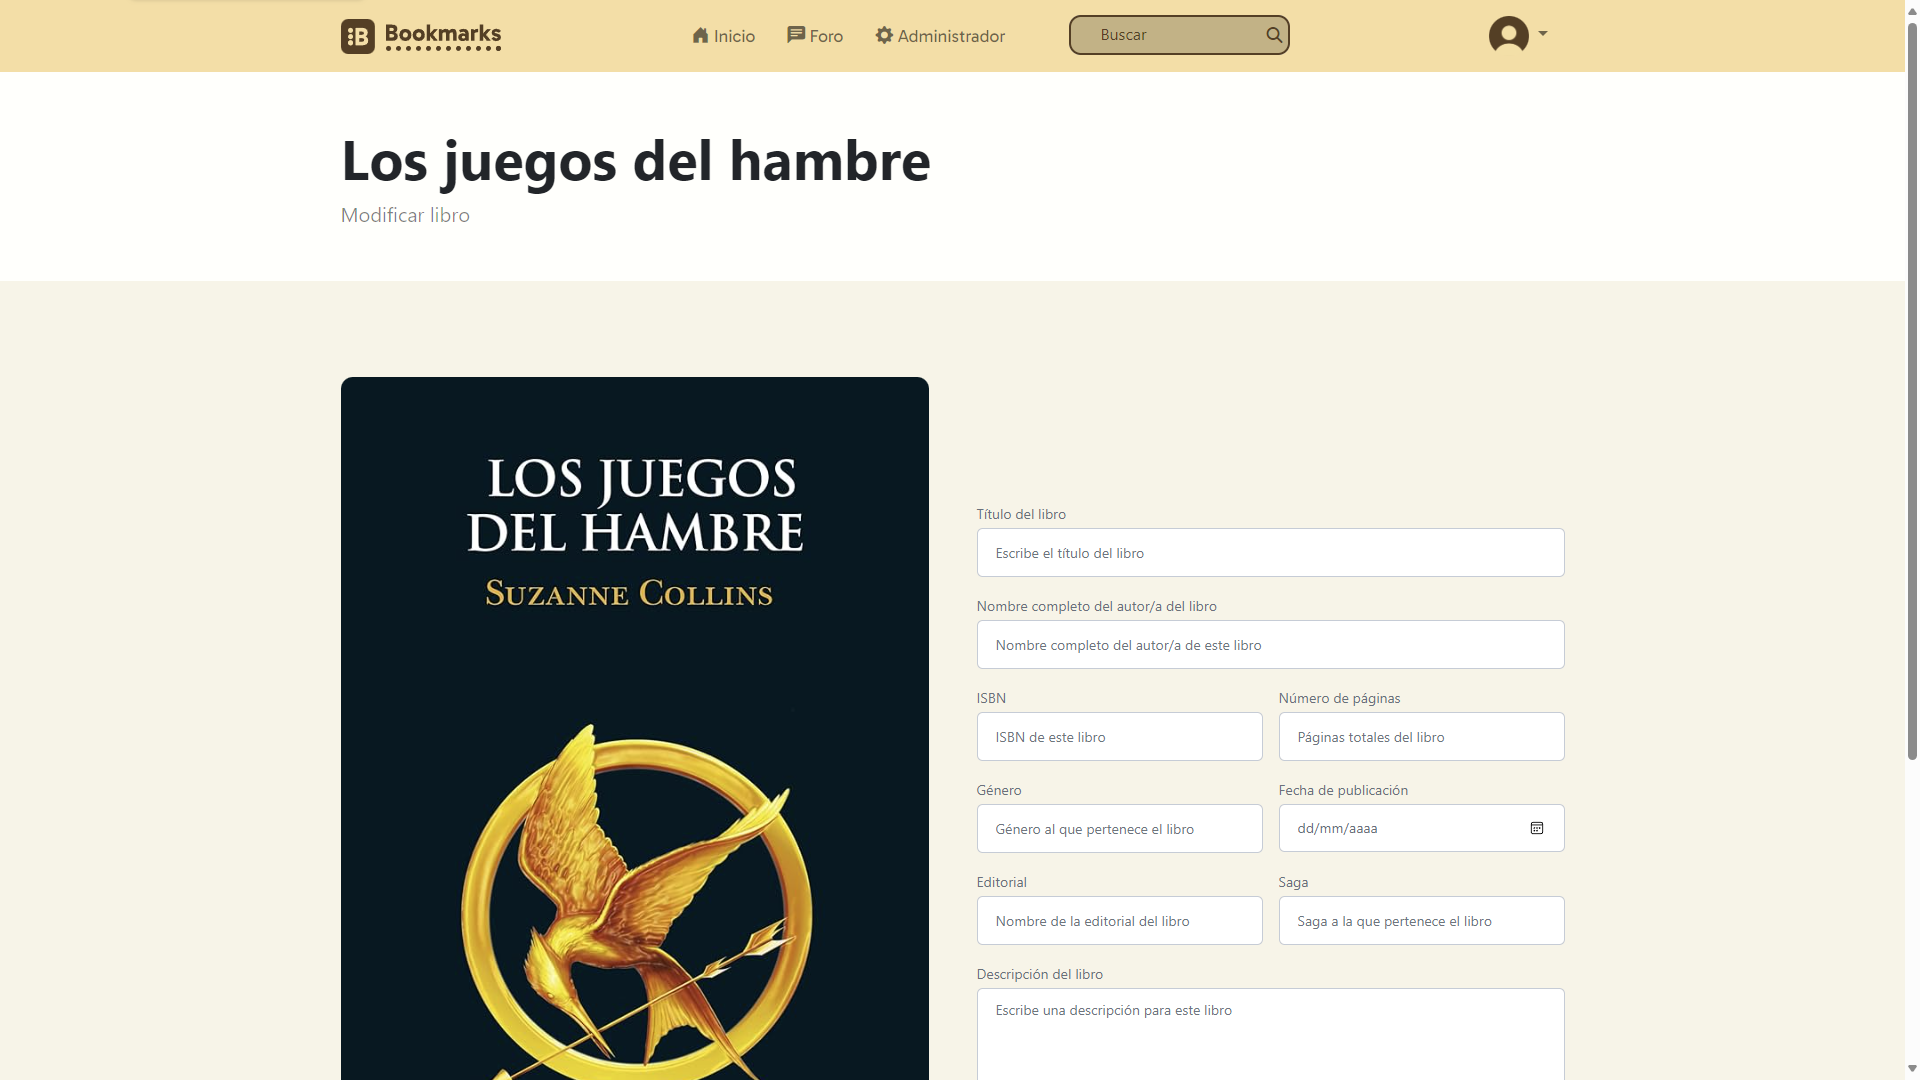 Bookmarks
Inicio
Foro
Administrador
Buscar
Los juegos del hambre
Modificar libro
LOS JUEGOS
DEL HAMBRE
SUZANNE COLLINS
Título del libro
Escribe el título del libro
Nombre completo del autor/a del libro
Nombre completo del autor/a de este libro
ISBN
Número de páginas
ISBN de este libro
Páginas totales del libro
Género
Fecha de publicación
Género al que pertenece el libro
dd/mm/aaaa
Editorial
Saga
Nombre de la editorial del libro
Saga a la que pertenece el libro
Descripción del libro
Escribe una descripción para este libro